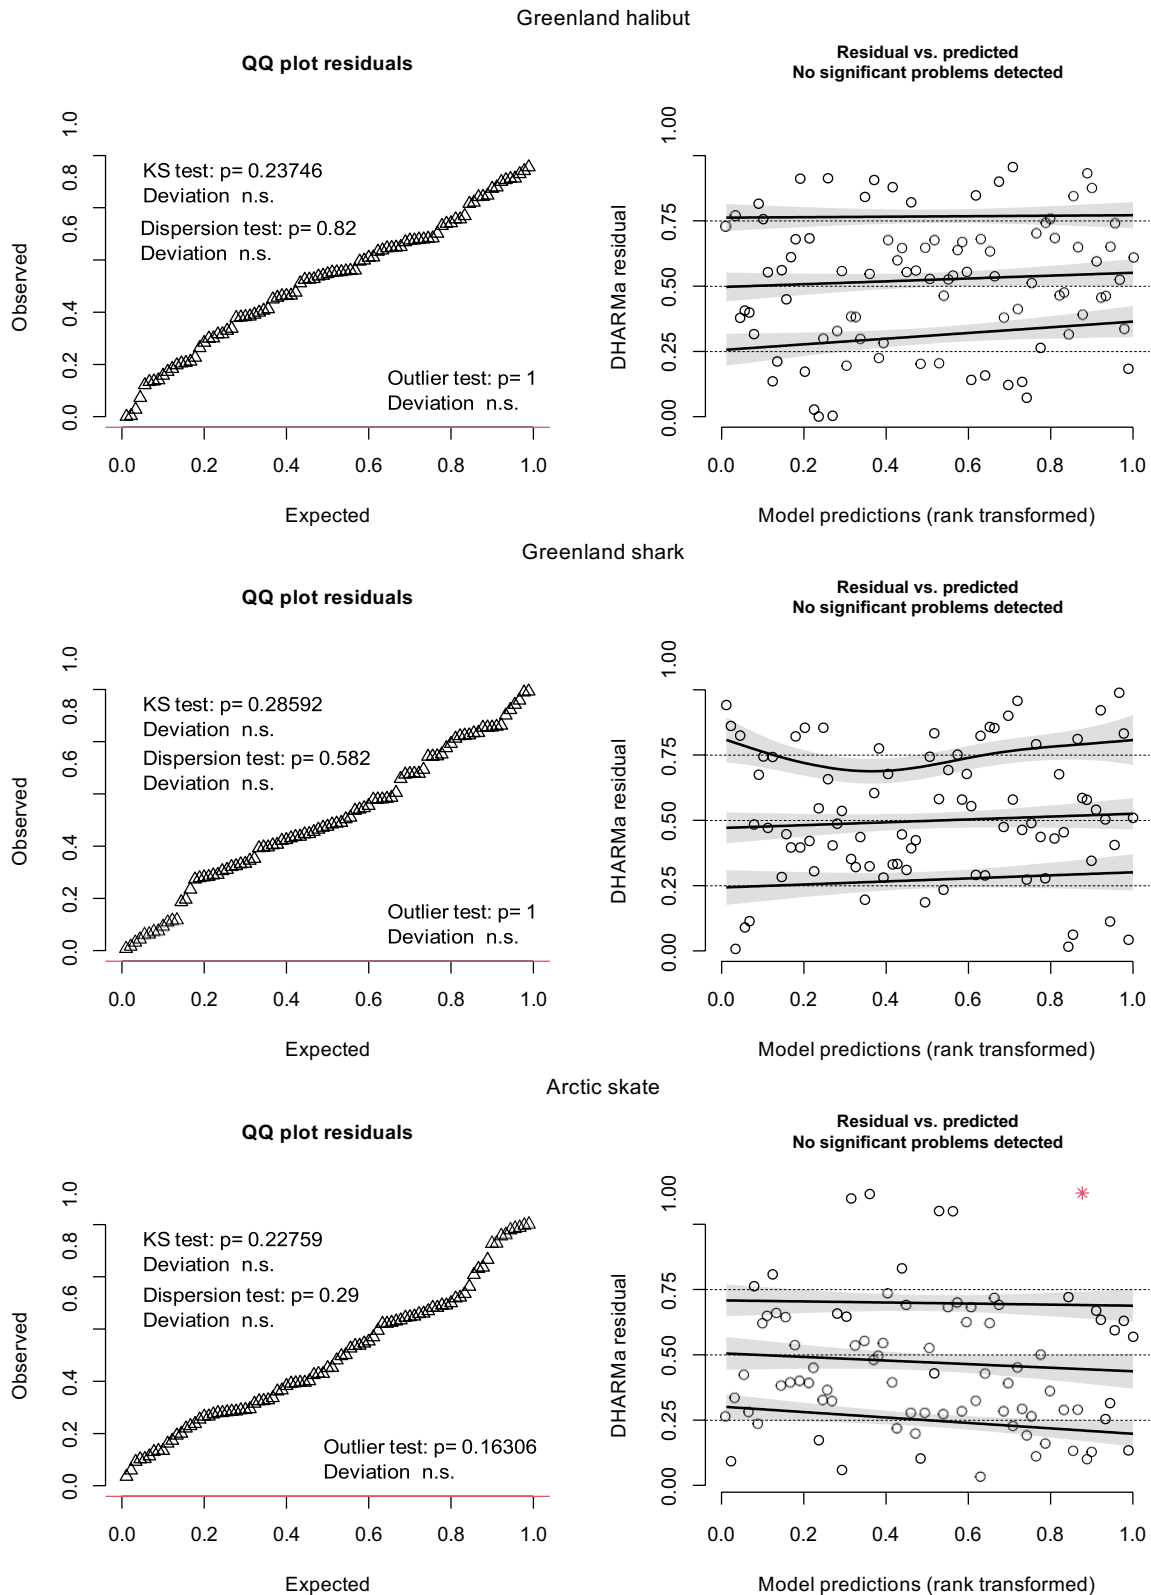 Greenland halibut
QQ plot residuals
KS test: p= 0.23746
Deviation n.s.
Dispersion test: p= 0.82
Deviation n.s.
Outlier test: p= 1
Deviation n.s.
Observed
0.0 0.2 0.4 0.6 0.8 1.0
0.0 0.2 0.4 0.6 0.8 1.0
Expected
Residual vs. predicted
No significant problems detected
DHARMa residual
0.00 0.25 0.50 0.75 1.00
0.0 0.2 0.4 0.6 0.8 1.0
Model predictions (rank transformed)
Greenland shark
QQ plot residuals
KS test: p= 0.28592
Deviation n.s.
Dispersion test: p= 0.582
Deviation n.s.
Outlier test: p= 1
Deviation n.s.
Observed
0.0 0.2 0.4 0.6 0.8 1.0
0.0 0.2 0.4 0.6 0.8 1.0
Expected
Residual vs. predicted
No significant problems detected
DHARMa residual
0.00 0.25 0.50 0.75 1.00
0.0 0.2 0.4 0.6 0.8 1.0
Model predictions (rank transformed)
Arctic skate
QQ plot residuals
KS test: p= 0.22759
Deviation n.s.
Dispersion test: p= 0.29
Deviation n.s.
Outlier test: p= 0.16306
Deviation n.s.
Observed
0.0 0.2 0.4 0.6 0.8 1.0
0.0 0.2 0.4 0.6 0.8 1.0
Expected
Residual vs. predicted
No significant problems detected
DHARMa residual
0.00 0.25 0.50 0.75 1.00
0.0 0.2 0.4 0.6 0.8 1.0
Model predictions (rank transformed)